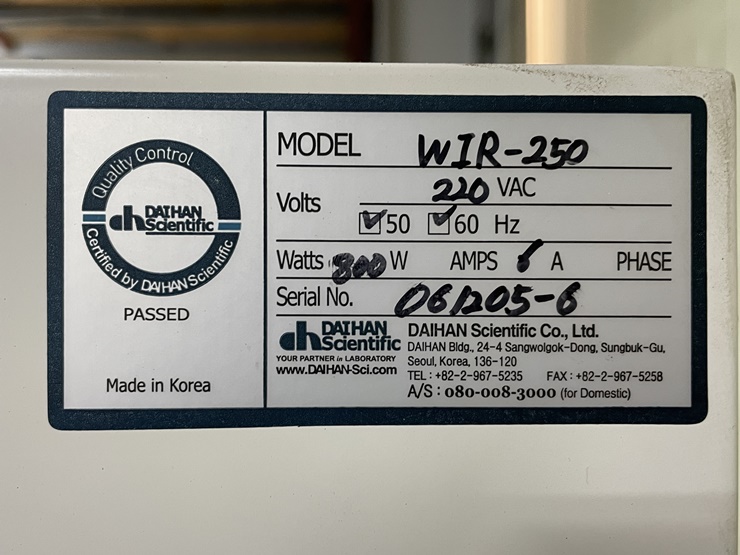 Quality Control
dh DAIHAN Scientific
Certified by DAIHAN Scientific
PASSED
Made in Korea
MODEL WIR-250
Volts 220 VAC
50 60 Hz
Watts 800 W AMPS 6 A PHASE
Serial No. 061205-6
dh DAIHAN Scientific
YOUR PARTNER in LABORATORY
www.DAIHAN-Sci.com
DAIHAN Scientific Co., Ltd.
DAIHAN Bldg., 24-4 Sangwolgok-Dong, Sungbuk-Gu,
Seoul, Korea, 136-120
TEL : +82-2-967-5235 FAX : +82-2-967-5258
A/S : 080-008-3000 (for Domestic)